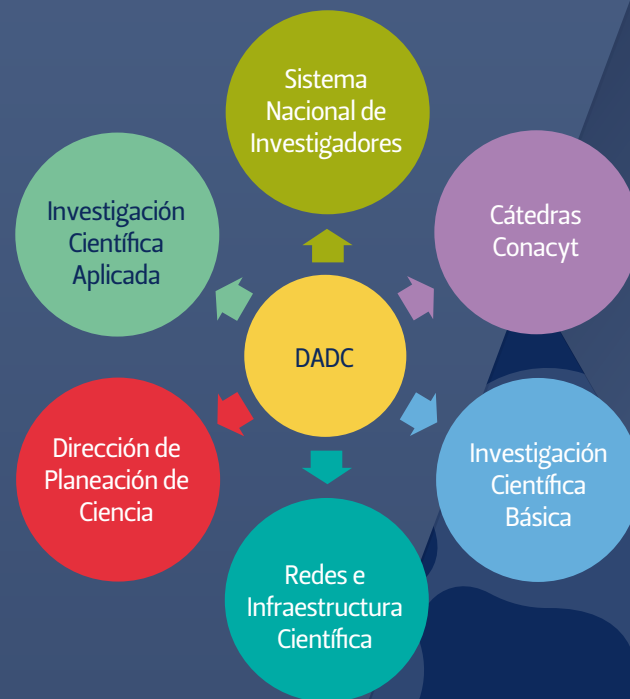 Sistema
Nacional de
Investigadores
Cátedras
Conacyt
Investigación
Científica
Básica
Redes e
Infraestructura
Científica
Dirección de
Planeación de
Ciencia
Investigación
Científica
Aplicada
DADC